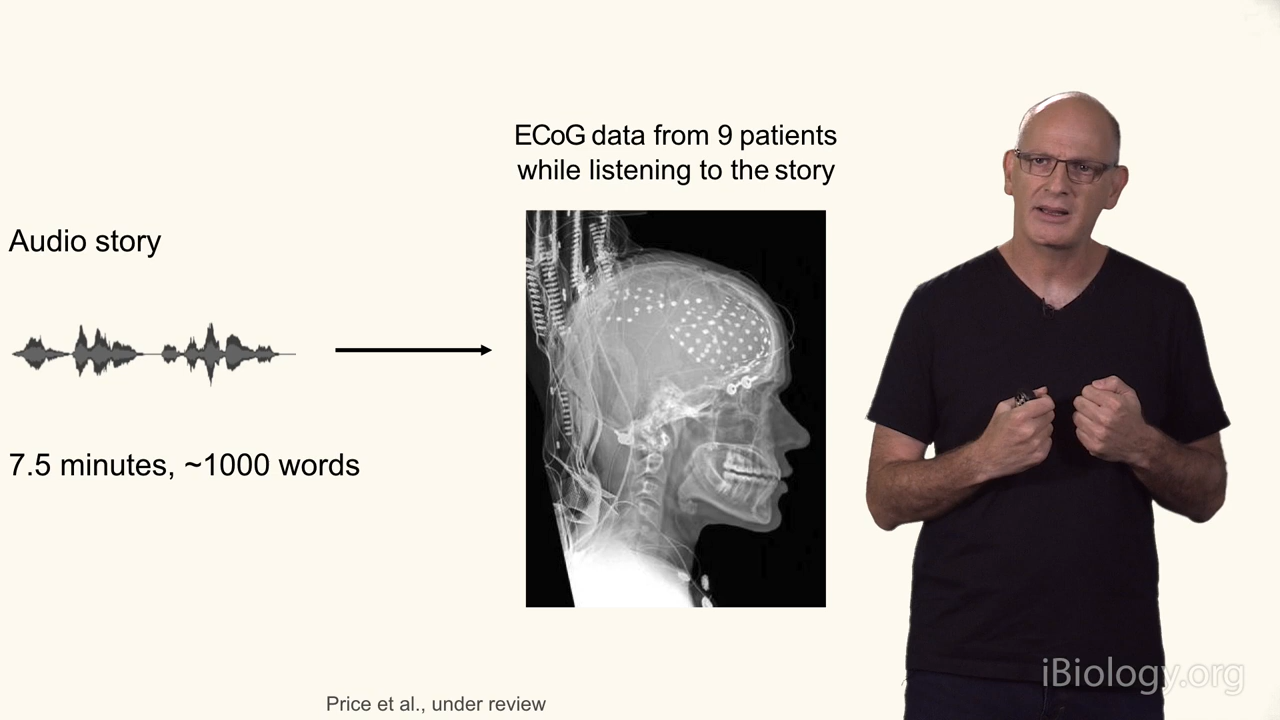 ECoG data from 9 patients
while listening to the story
Audio story
7.5 minutes, ~1000 words
Price et al., under review
iBiology.org